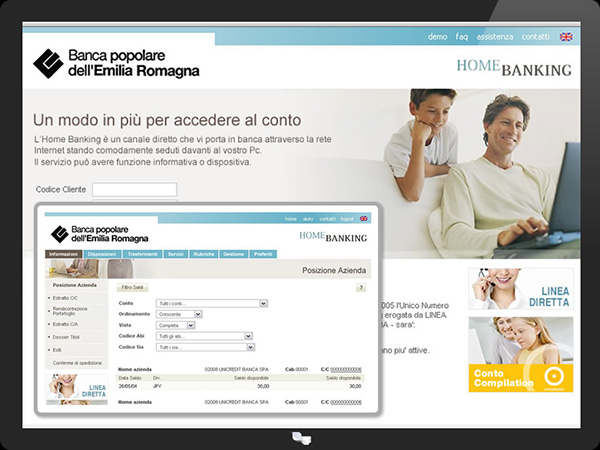 demo faq assistenza contatti
Banca popolare
dell'Emilia Romagna
HOME BANKING
Un modo in più per accedere al conto
L'Home Banking è un canale diretto che vi porta in banca attraverso la rete
Internet stando comodamente seduti davanti al vostro Pc.
Il servizio può avere funzione informativa o dispositiva.
Codice Cliente
home aiuto contatti logout
Banca popolare
dell'Emilia Romagna
HOME BANKING
Informazioni Disposizioni Trasferimenti Servizi Rubriche Gestione Preferiti
Posizione Azienda
Posizione Azienda
Estratto C/C
Rendicontazione
Portafoglio
Estratto C/A
Dossier Titoli
Esiti
Conferme di spedizione
LINEA
DIRETTA
Filtro Saldi ?
Conto Tutti i conti...
Ordinamento Crescente
Vista Completa
Codice Abi Tutti gli abi...
Codice Sia Tutti i sia...
Nome azienda 02008 UNICREDIT BANCA SPA Cab 00001 C/C 000000000006
Data Saldo Div. Saldo disponibile Saldo disponibile
26/05/04 JPY 30,00 30,00
Nome azienda 02008 UNICREDIT BANCA SPA Cab 00001 C/C
005 l'Unico Numero
erogata da LINEA
A - sara'.
ano piu' attive.
LINEA
DIRETTA
Conto
Compilation